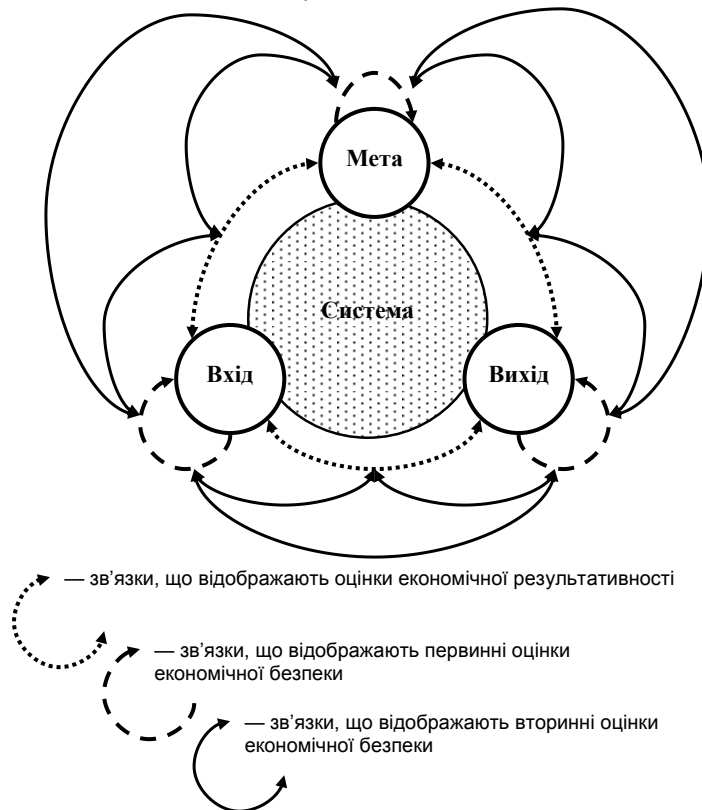 Мета
Система
Вхід
Вихід
— зв’язки, що відображають оцінки економічної результативності
— зв’язки, що відображають первинні оцінки
економічної безпеки
— зв’язки, що відображають вторинні оцінки
економічної безпеки